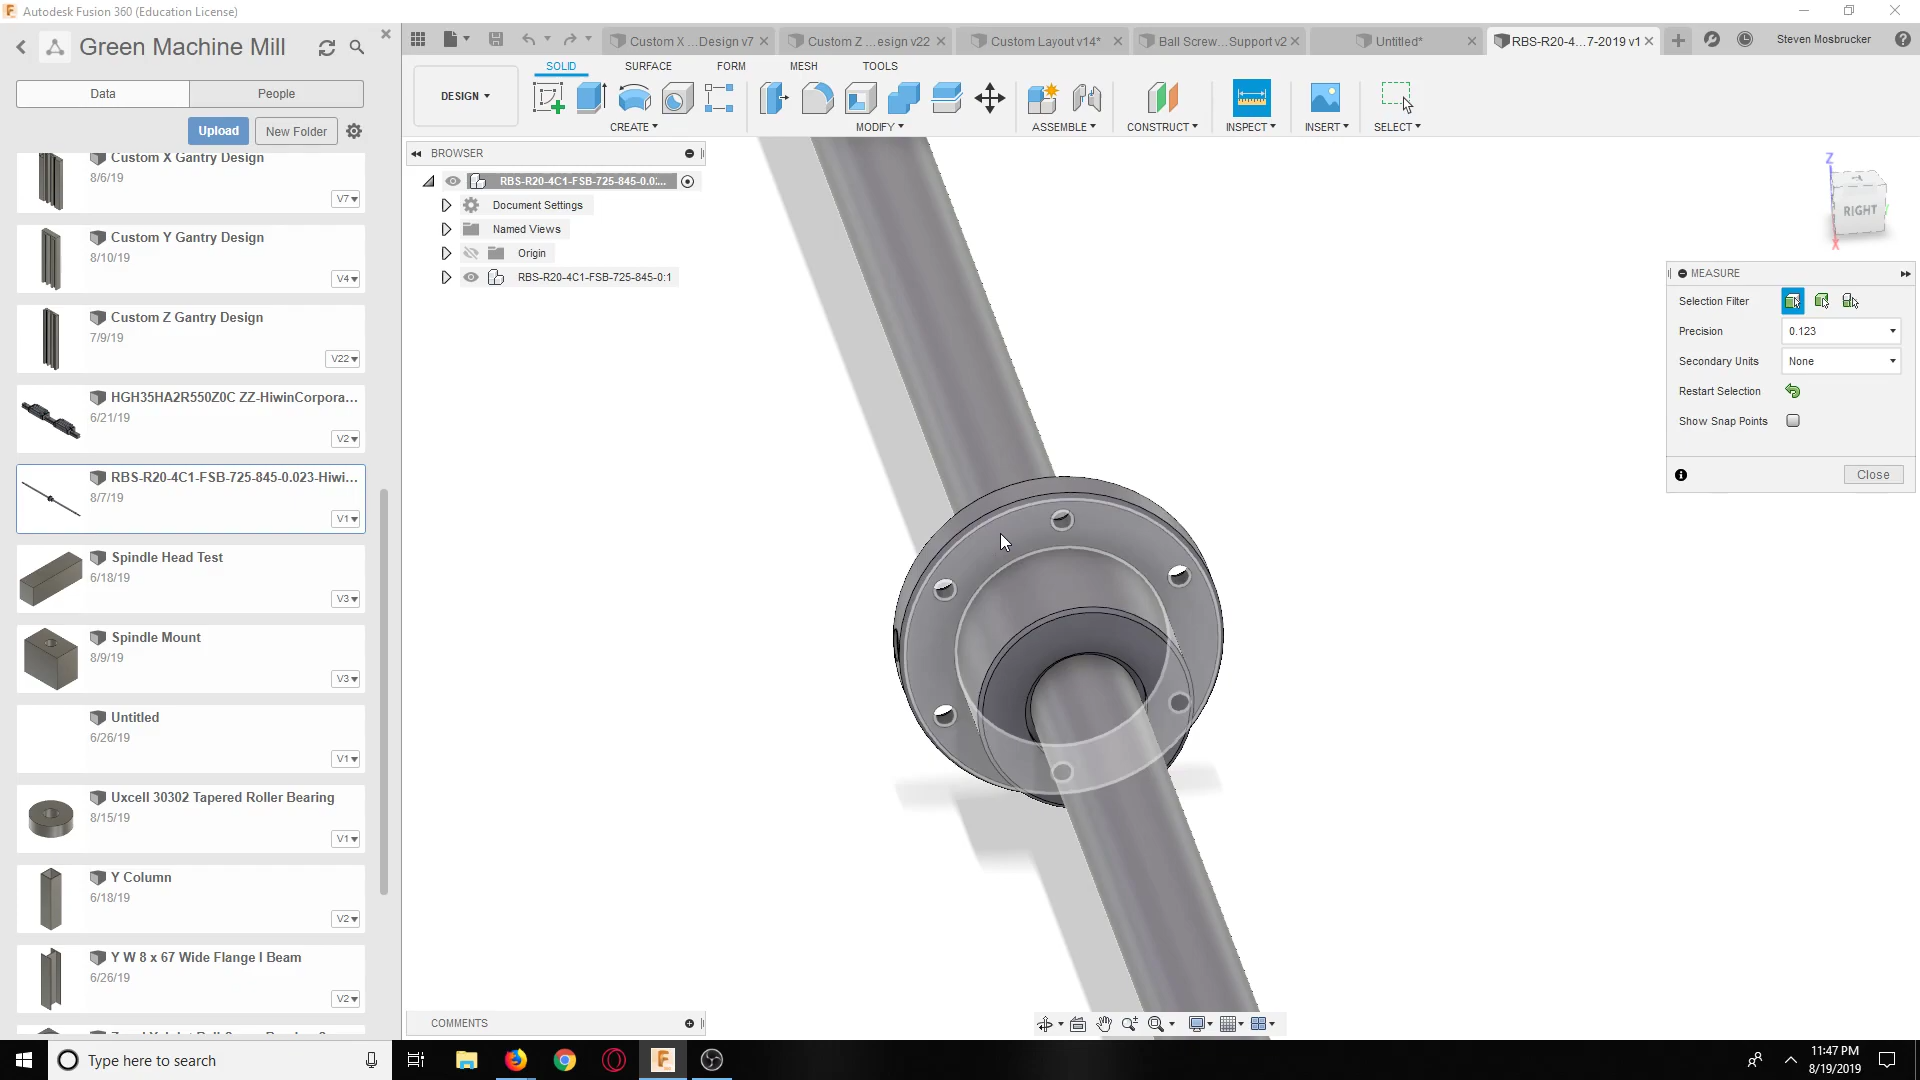 Autodesk Fusion 360 (Education License)
Green Machine Mill
Data
People
Upload
New Folder
Custom X Gantry Design
8/6/19
V7
Custom Y Gantry Design
8/10/19
V4
Custom Z Gantry Design
7/9/19
V22
HGH35HA2R550Z0C ZZ-HiwinCorpora...
6/21/19
V2
RBS-R20-4C1-FSB-725-845-0.023-Hiwi...
8/7/19
V1
Spindle Head Test
6/18/19
V3
Spindle Mount
8/9/19
V3
Untitled
6/26/19
V1
Uxcell 30302 Tapered Roller Bearing
8/15/19
V1
Y Column
6/18/19
V2
Y W 8 x 67 Wide Flange I Beam
6/26/19
V2
Custom X ...Design v7
Custom Z ...esign v22
Custom Layout v14*
Ball Screw...Support v2
Untitled*
RBS-R20-4...7-2019 v1
Steven Mosbrucker
SOLID
SURFACE
FORM
MESH
TOOLS
DESIGN
CREATE
MODIFY
ASSEMBLE
CONSTRUCT
INSPECT
INSERT
SELECT
BROWSER
RBS-R20-4C1-FSB-725-845-0.0...
Document Settings
Named Views
Origin
RBS-R20-4C1-FSB-725-845-0:1
Z
RIGHT
X
MEASURE
Selection Filter
Precision
0.123
Secondary Units
None
Restart Selection
Show Snap Points
Close
COMMENTS
Type here to search
11:47 PM
8/19/2019